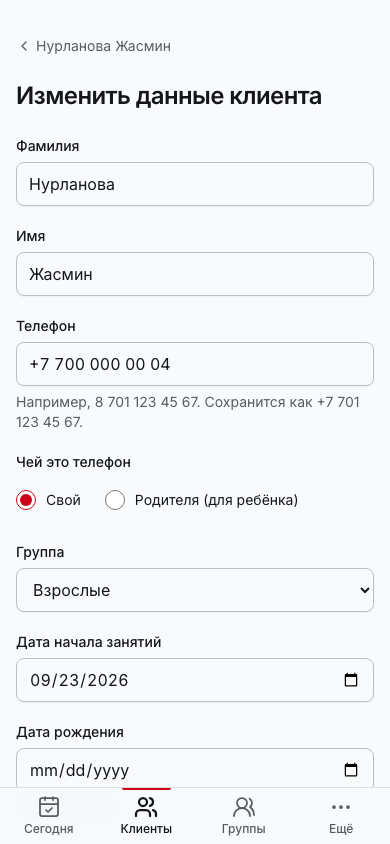 Нурланова Жасмин
Изменить данные клиента
Фамилия
Нурланова
Имя
Жасмин
Телефон
+7 700 000 00 04
Например, 8 701 123 45 67. Сохранится как +7 701
123 45 67.
Чей это телефон
Свой
Родителя (для ребёнка)
Группа
Взрослые
Дата начала занятий
09/23/2026
Дата рождения
mm/dd/yyyy
Сегодня
Клиенты
Группы
Ещё